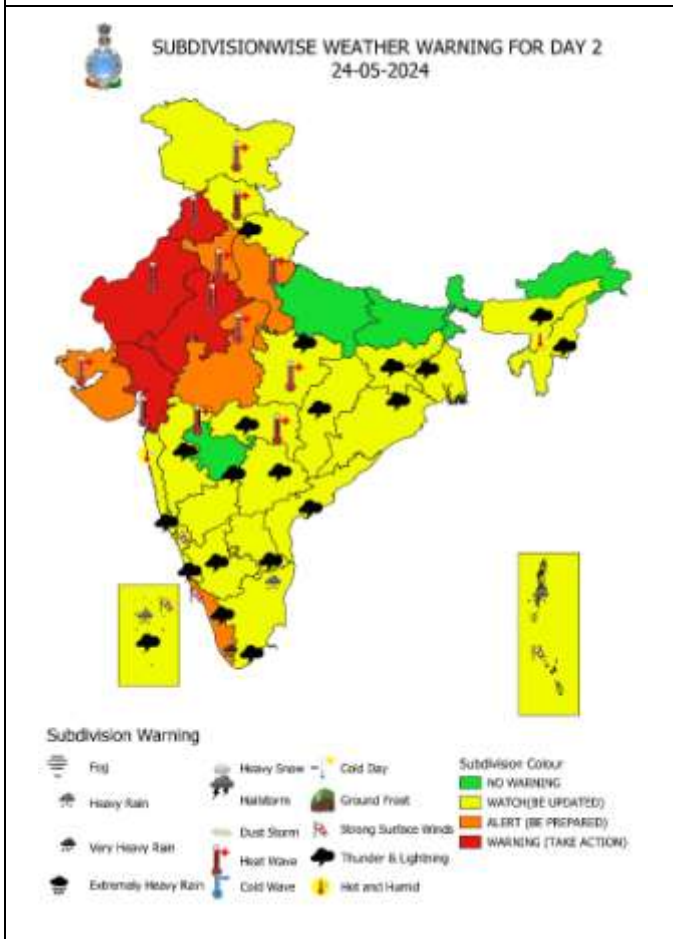 SUBDIVISIONWISE WEATHER WARNING FOR DAY 2
24-05-2024
Subdivision Warning
Fog
Heavy Rain
Very Heavy Rain
Extremely Heavy Rain
Heavy Snow
Hailstorm
Dust Storm
Heat Wave
Cold Wave
Cold Day
Ground Frost
Strong Surface Winds
Thunder & Lightning
Hot and Humid
Subdivision Colour
NO WARNING
WATCH(BE UPDATED)
ALERT (BE PREPARED)
WARNING (TAKE ACTION)